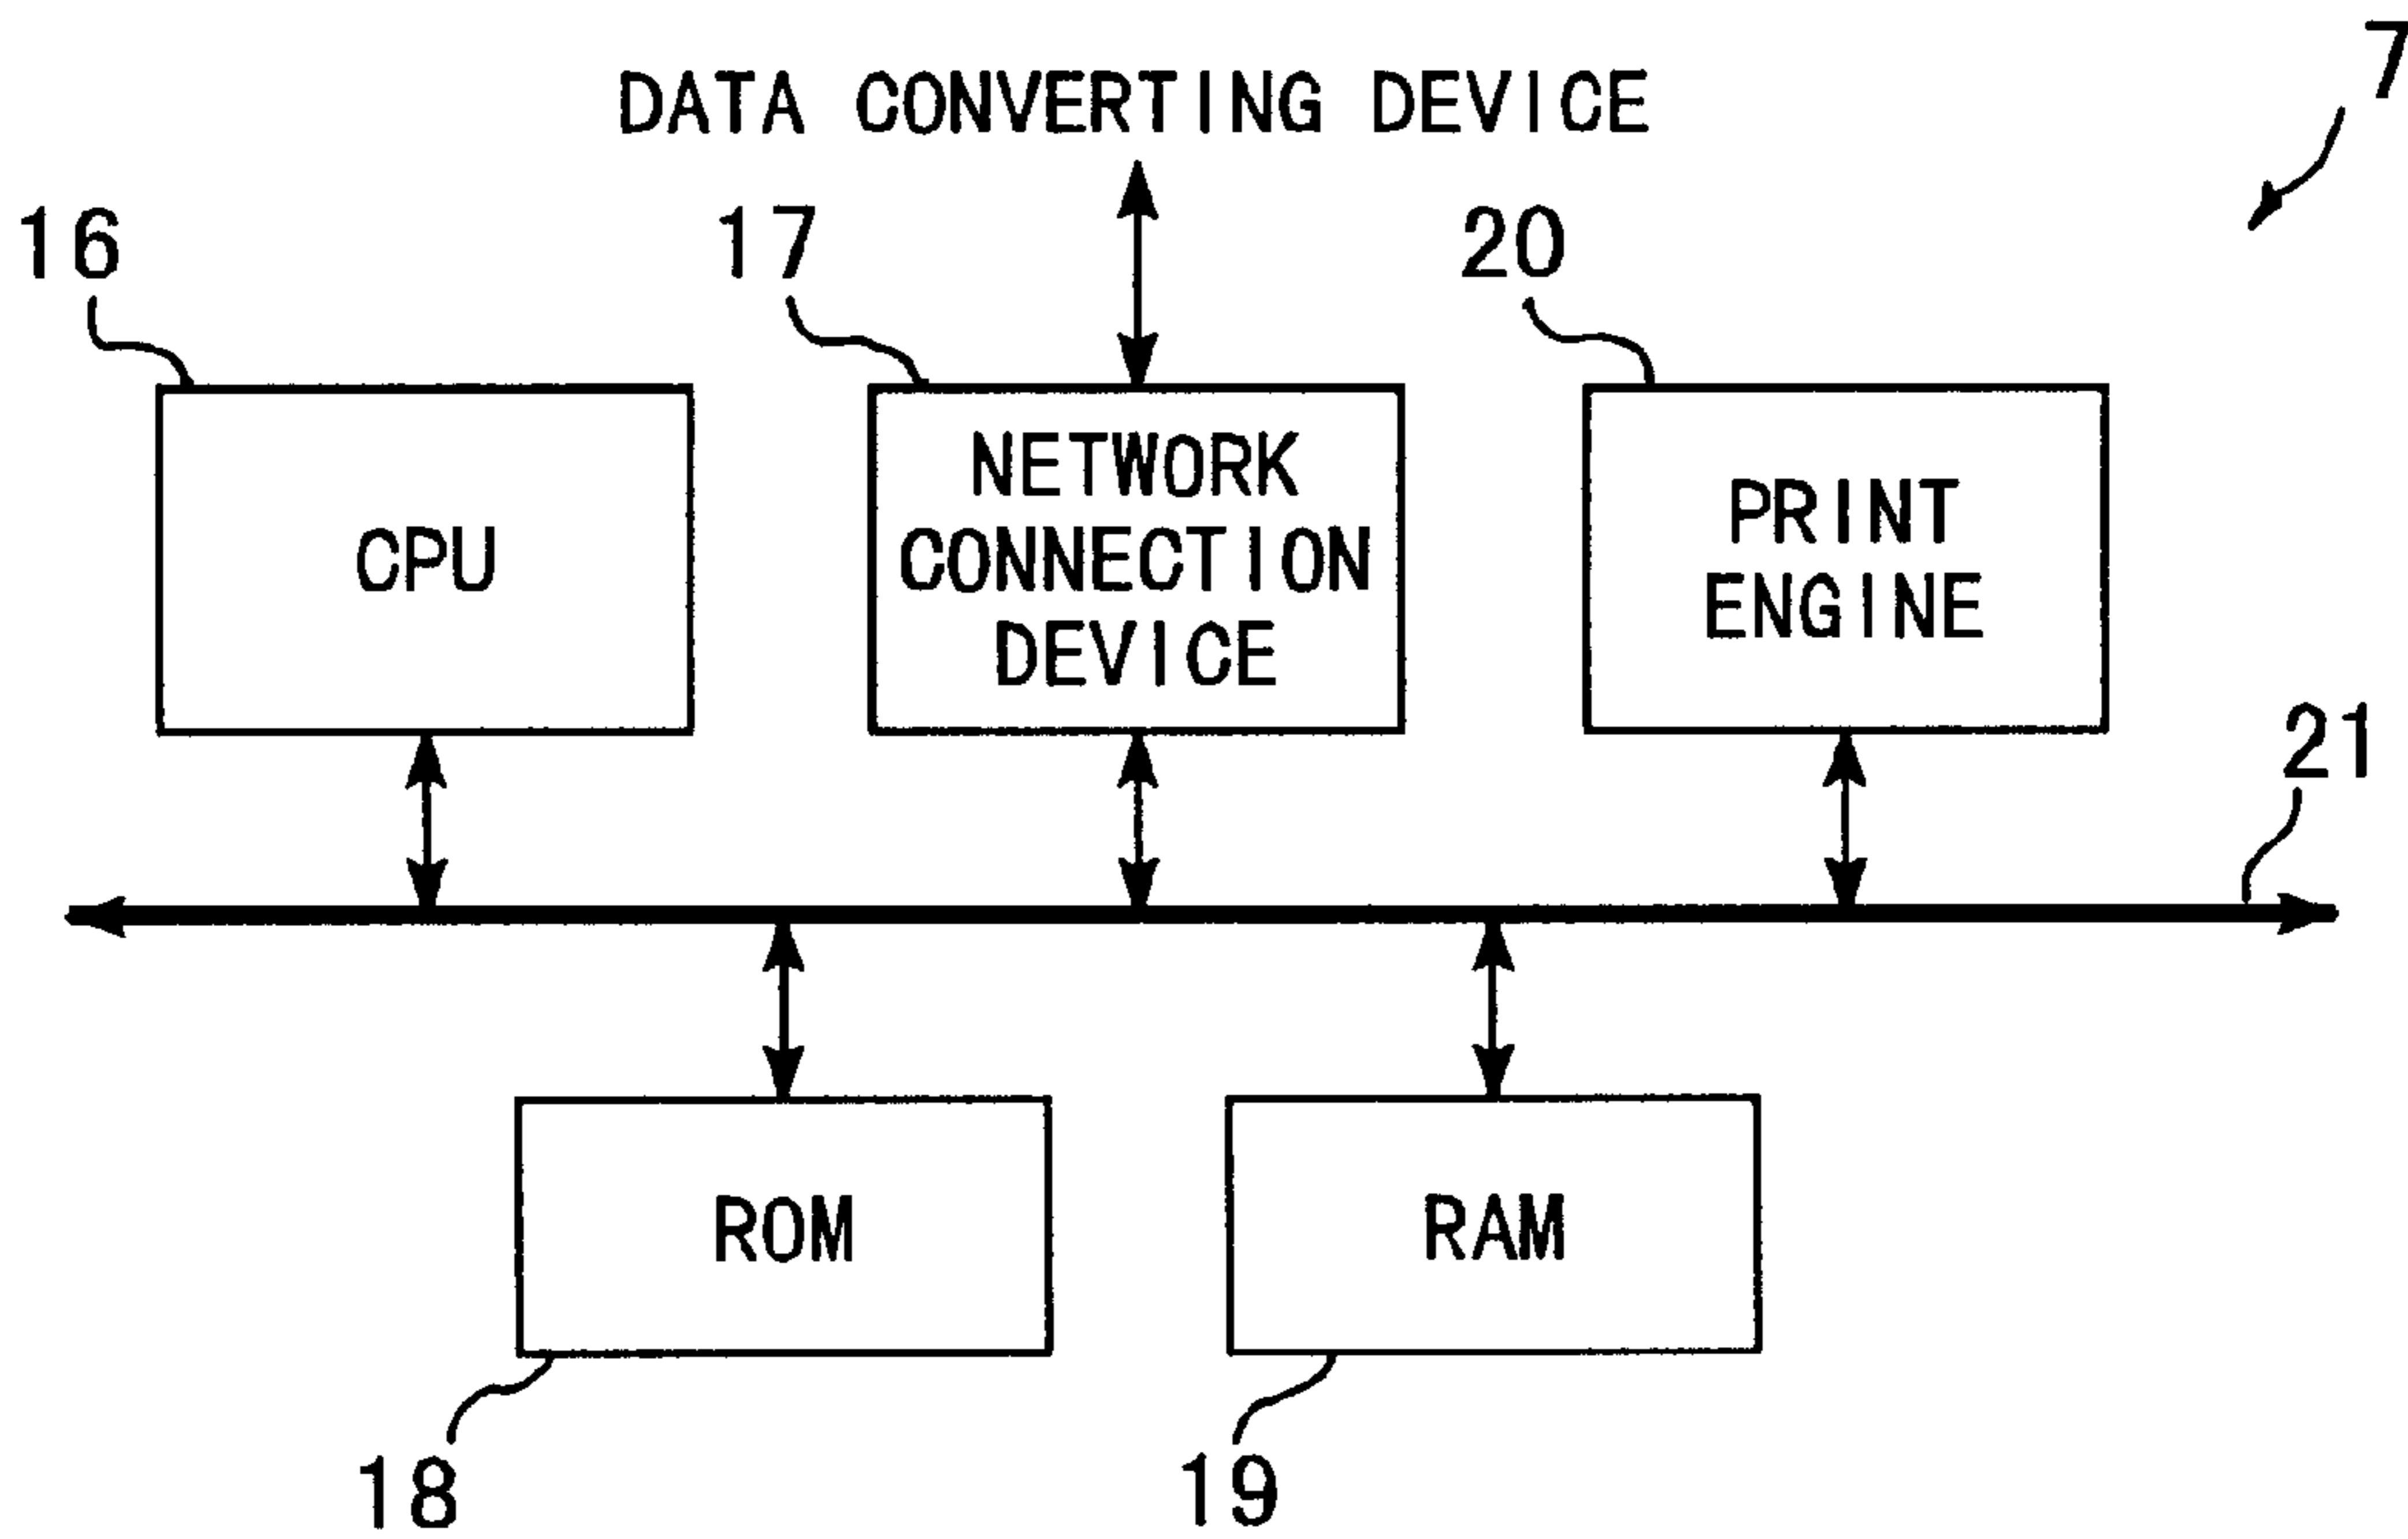 7
DATA CONVERTING DEVICE
16
17
20
CPU
NETWORK
CONNECTION
DEVICE
PRINT
ENGINE
21
ROM
RAM
18
19